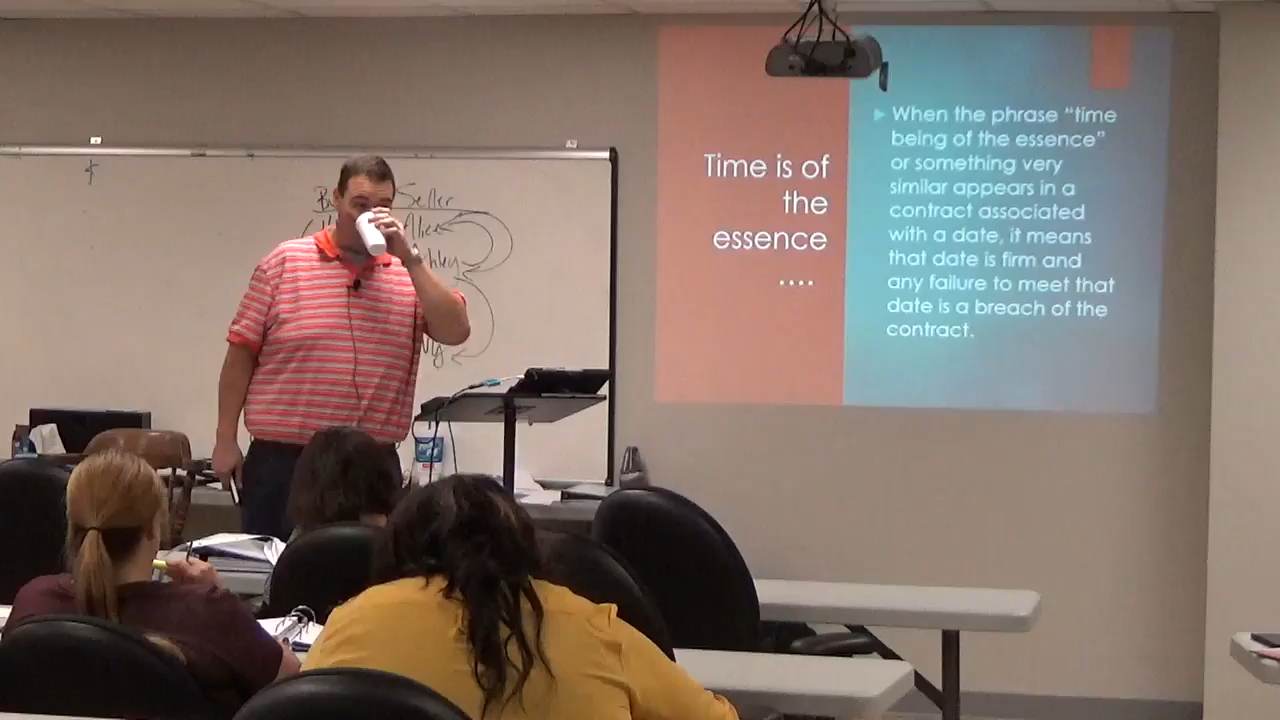 Seller
Alice
Time is of
the
essence
....
When the phrase “time
being of the essence”
or something very
similar appears in a
contract associated
with a date, it means
that date is firm and
any failure to meet that
date is a breach of the
contract.